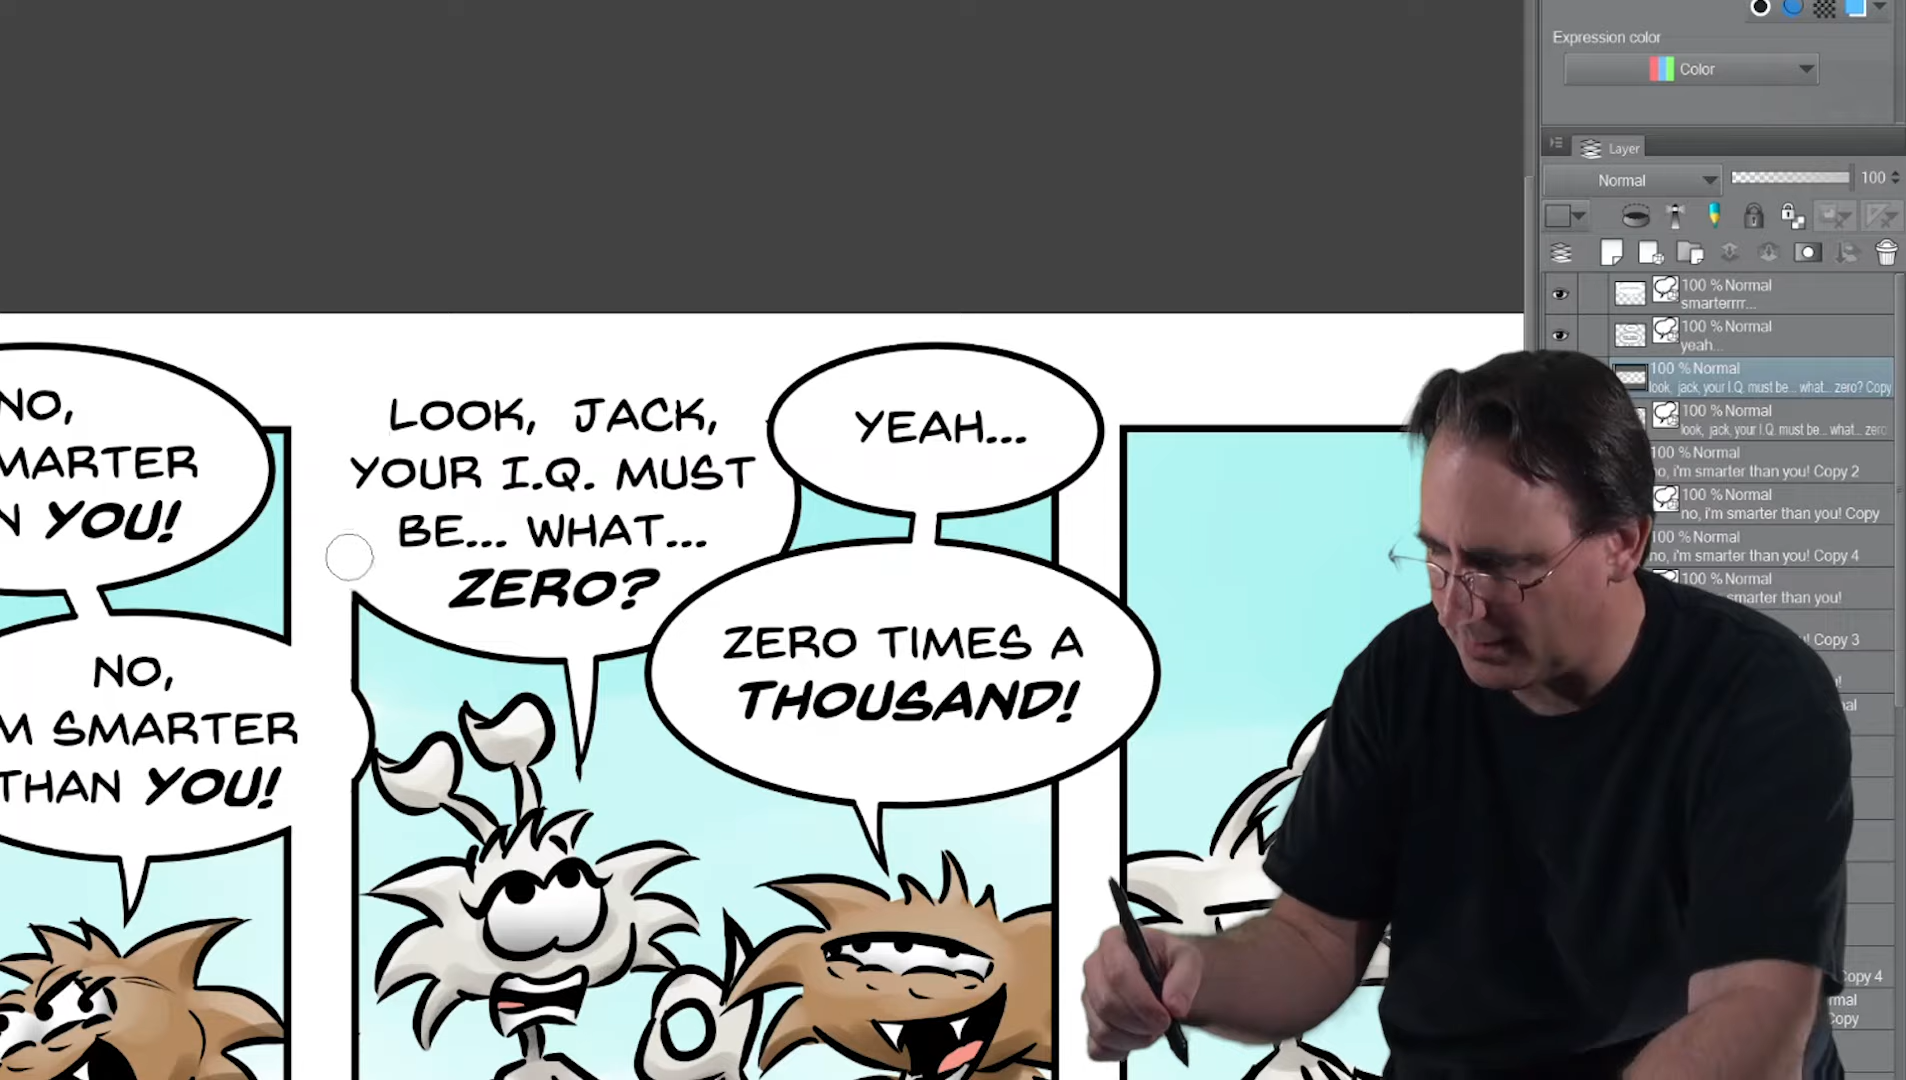 NO,
MARTER
N YOU!
NO,
M SMARTER
THAN YOU!
LOOK, JACK,
YOUR I.Q. MUST
BE... WHAT...
ZERO?
YEAH...
ZERO TIMES A
THOUSAND!
Expression color
Color
Layer
Normal 100
100 % Normal
smarterrrr...
100 % Normal
yeah...
100 % Normal
look, jack, your I.Q. must be... what... zero? Copy
100 % Normal
look, jack, your I.Q. must be... what... zero
100 % Normal
no, i'm smarter than you! Copy 2
100 % Normal
no, i'm smarter than you! Copy
100 % Normal
no, i'm smarter than you! Copy 4
100 % Normal
smarter than you!
u! Copy 3
u!
nal
Copy 4
mal
Copy